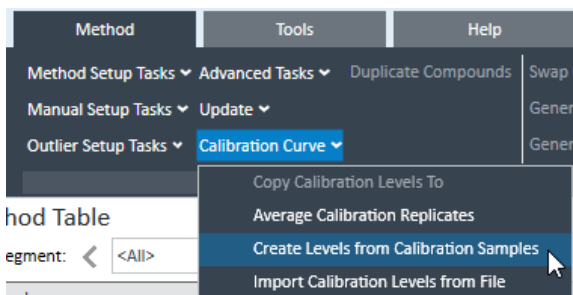 Method Tools Help
Method Setup Tasks Advanced Tasks Duplicate Compounds Swap
Manual Setup Tasks Update Gener
Outlier Setup Tasks Calibration Curve Gener
Copy Calibration Levels To
hod Table
Average Calibration Replicates
egment: <All>
Create Levels from Calibration Samples
Import Calibration Levels from File